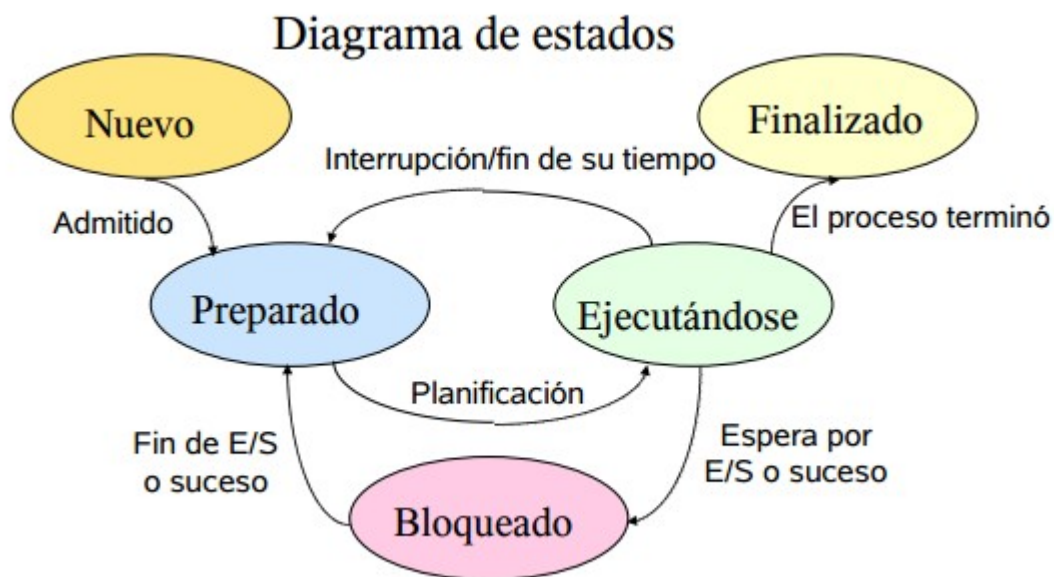 Diagrama de estados
Nuevo
Finalizado
Interrupción/fin de su tiempo
Admitido
El proceso terminó
Preparado
Ejecutándose
Planificación
Fin de E/S
o suceso
Espera por
E/S o suceso
Bloqueado